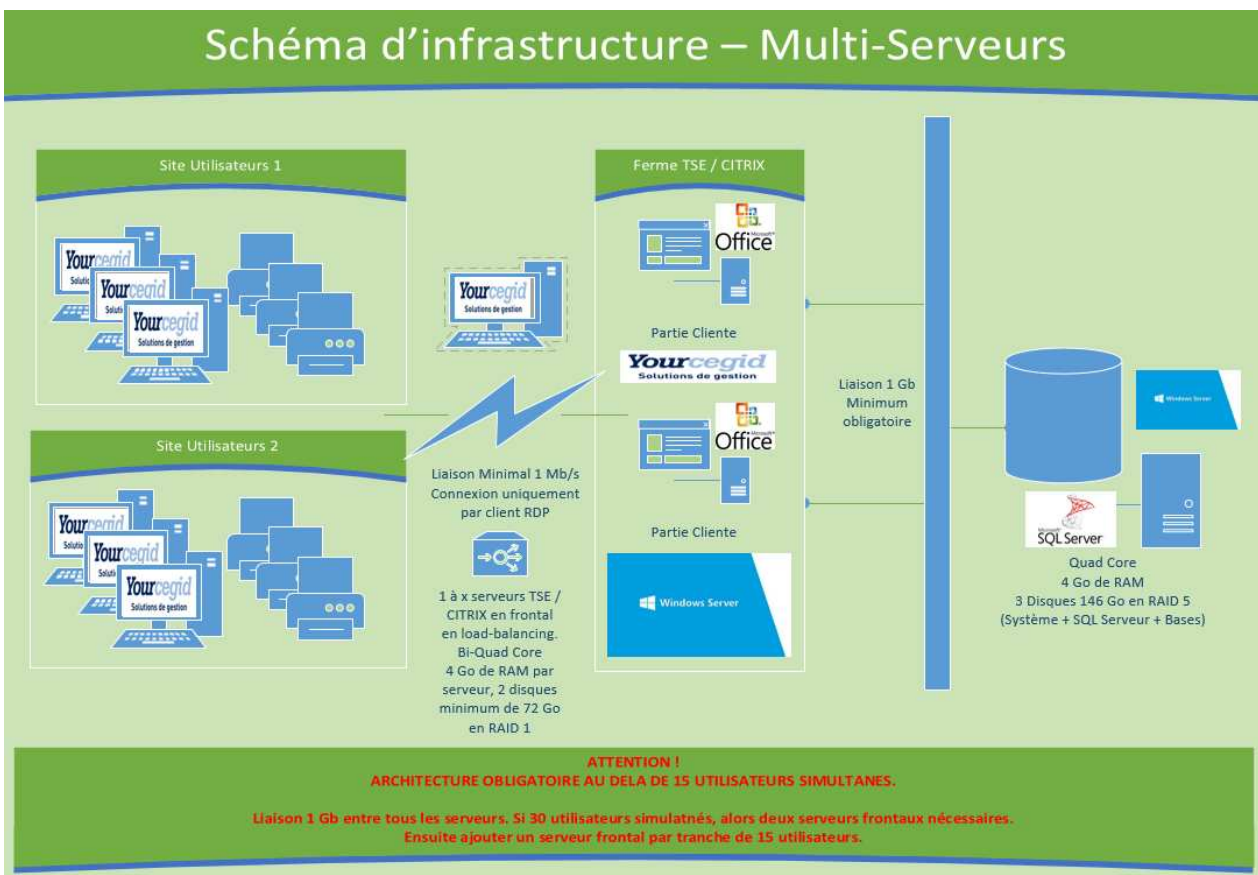 Schéma d'infrastructure – Multi-Serveurs
Site Utilisateurs 1
Yourcegid
Yourcegid
Yourcegid
Solutions de gestion
Site Utilisateurs 2
Yourcegid
Yourcegid
Yourcegid
Solutions de gestion
Yourcegid
Solutions de gestion
Liaison Minimal 1 Mb/s
Connexion uniquement
par client RDP
1 à x serveurs TSE /
CITRIX en frontal
en load-balancing.
Bi-Quad Core
4 Go de RAM par
serveur, 2 disques
minimum de 72 Go
en RAID 1
Ferme TSE / CITRIX
Microsoft
Office
Partie Cliente
Yourcegid
Solutions de gestion
Microsoft
Office
Partie Cliente
Windows Server
Liaison 1 Gb
Minimum
obligatoire
Windows Server
Microsoft
SQL Server
Quad Core
4 Go de RAM
3 Disques 146 Go en RAID 5
(Système + SQL Serveur + Bases)
ATTENTION !
ARCHITECTURE OBLIGATOIRE AU DELA DE 15 UTILISATEURS SIMULTANES.
Liaison 1 Gb entre tous les serveurs. Si 30 utilisateurs simulatnés, alors deux serveurs frontaux nécessaires.
Ensuite ajouter un serveur frontal par tranche de 15 utilisateurs.